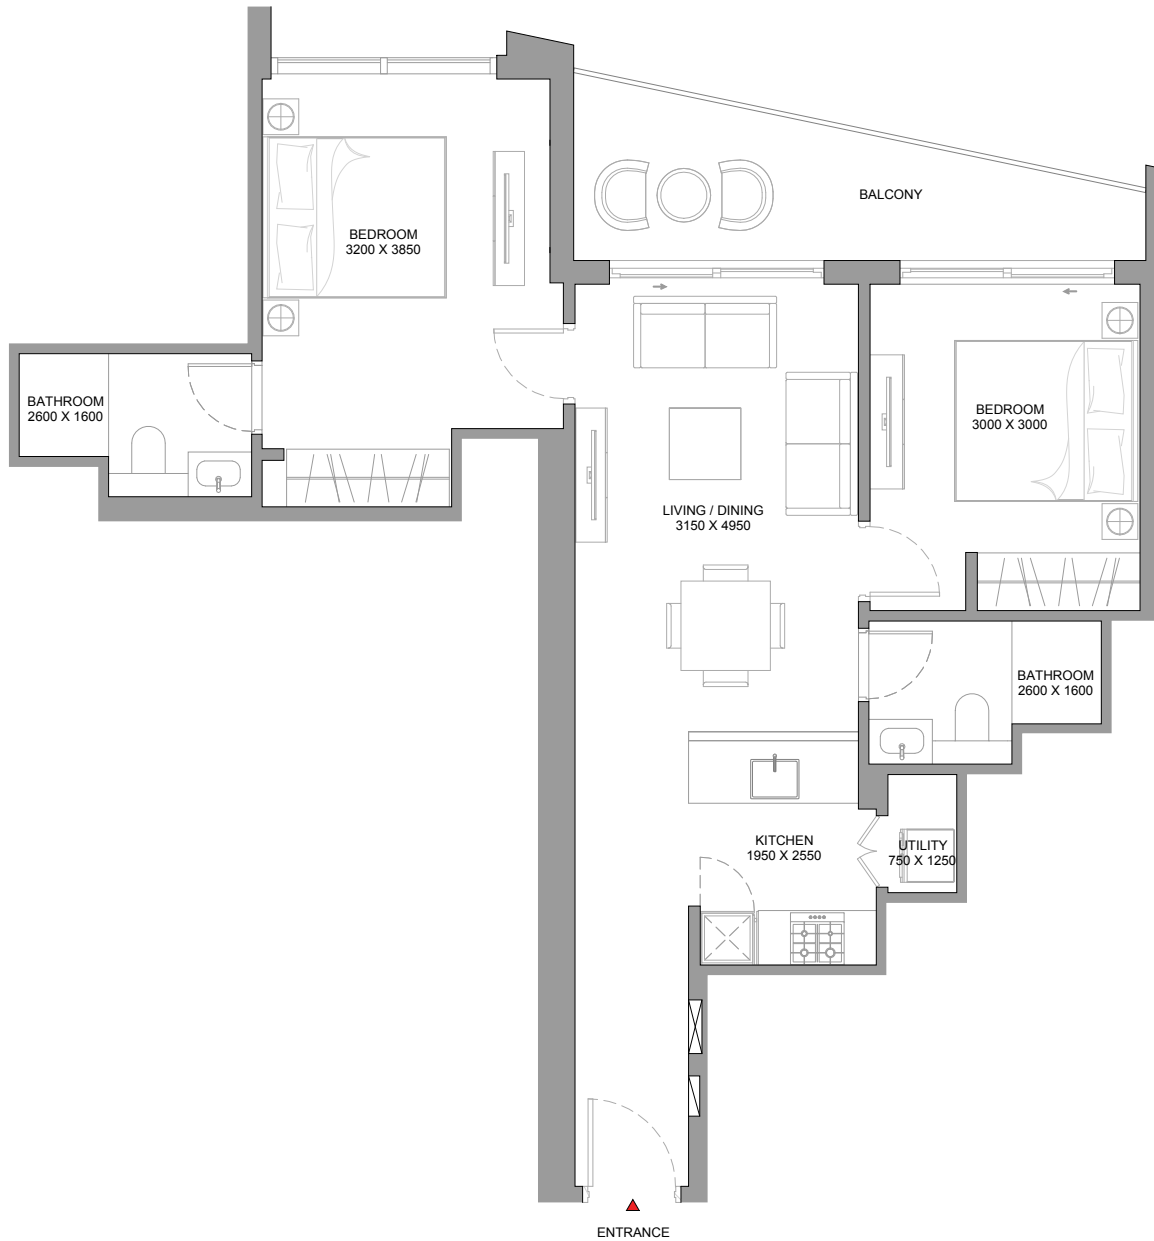 BALCONY
BEDROOM
3200 X 3850
BATHROOM
2600 X 1600
BEDROOM
3000 X 3000
LIVING / DINING
3150 X 4950
BATHROOM
2600 X 1600
KITCHEN
1950 X 2550
UTILITY
750 X 1250
ENTRANCE